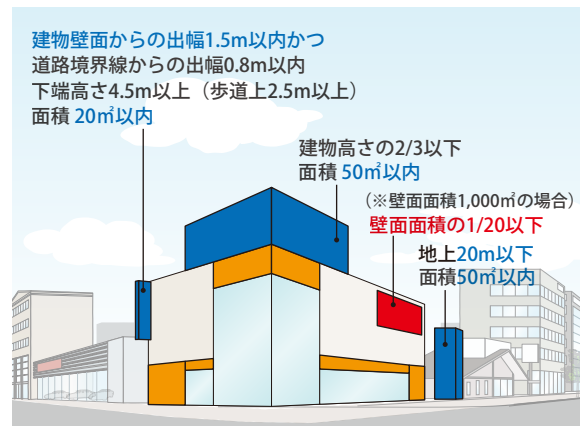 建物壁面からの出幅1.5m以内かつ
道路境界線からの出幅0.8m以内
下端高さ4.5m以上（歩道上2.5m以上）
面積 20㎡以内
建物高さの2/3以下
面積 50㎡以内
（※壁面面積1,000㎡の場合）
壁面面積の1/20以下
地上20m以下
面積50㎡以内